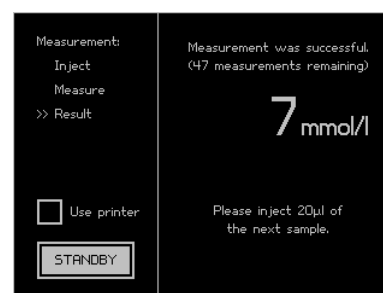 Measurement:
Inject
Measure
>> Result
Use printer
STANDBY
Measurement was successful.
(47 measurements remaining)
7 mmol/l
Please inject 20µl of
the next sample.